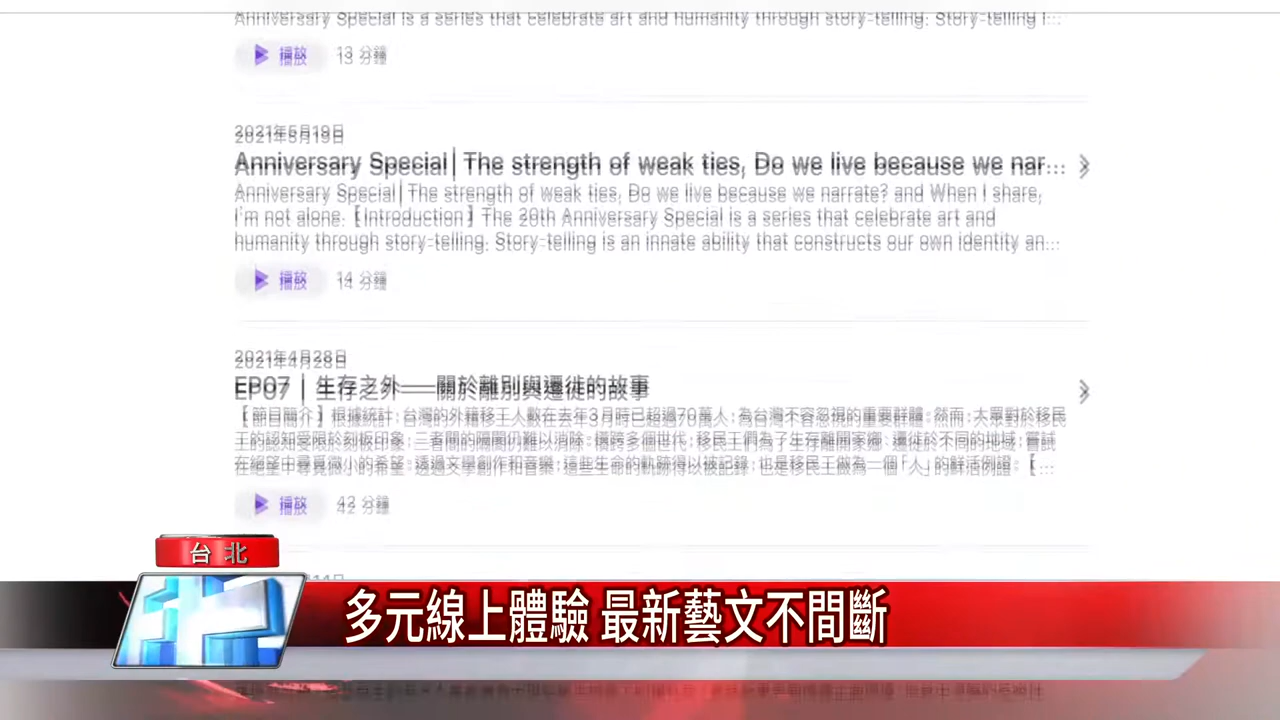 Anniversary Special is a series that celebrate art and humanity through story-telling. Story-telling i...
播放 13 分鐘
2021年5月19日
Anniversary Special│The strength of weak ties, Do we live because we nar...
Anniversary Special│The strength of weak ties, Do we live because we narrate? and When I share,
I'm not alone.【Introduction】The 20th Anniversary Special is a series that celebrate art and
humanity through story-telling. Story-telling is an innate ability that constructs our own identity an...
播放 14 分鐘
2021年4月28日
EP07│生存之外——關於離別與遷徙的故事
【節目簡介】根據統計,台灣的外籍移工人數在去年3月時已超過70萬人,為台灣不容忽視的重要群體。然而,大眾對於移民
工的認知受限於刻板印象,三者間的隔閡仍難以消除。橫跨多個世代,移民工們為了生存離開家鄉、遷徙於不同的地域,嘗試
在絕望中尋覓微小的希望。透過文學創作和音樂,這些生命的軌跡得以被記錄,也是移民工做為一個「人」的鮮活例證。【...
播放 42 分鐘
台北
多元線上體驗 最新藝文不間斷